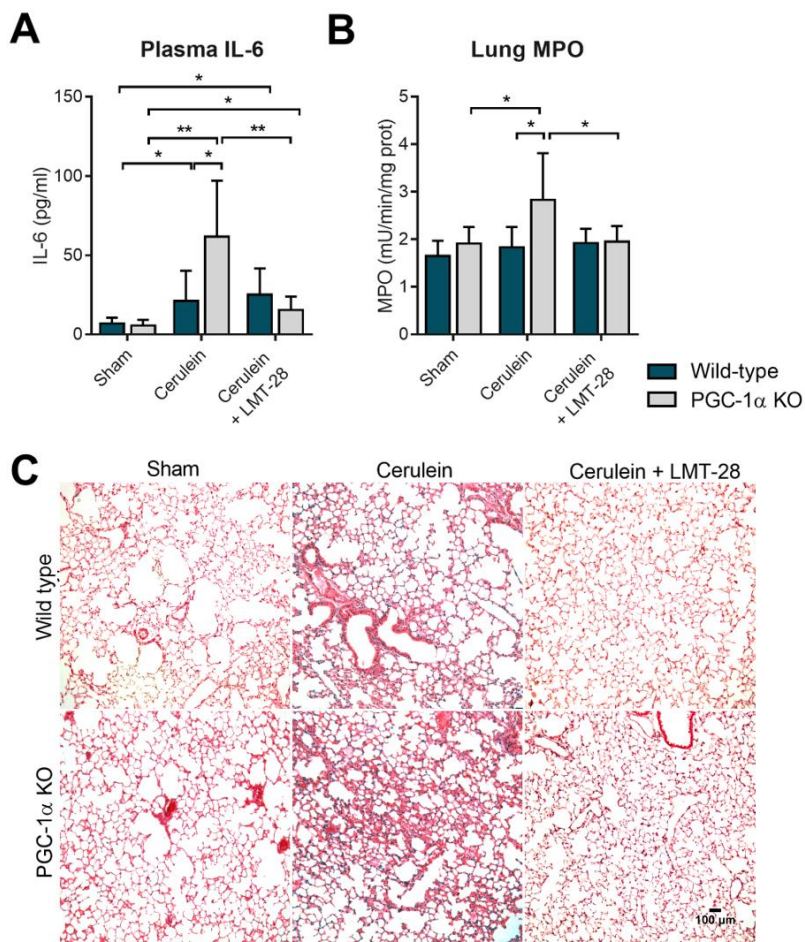 A
Plasma IL-6
*
*
**
**
*
*
150
100
50
0
IL-6 (pg/ml)
Sham
Cerulein
Cerulein
+ LMT-28
B
Lung MPO
*
*
*
5
4
3
2
1
0
MPO (mU/min/mg prot)
Sham
Cerulein
Cerulein
+ LMT-28
Wild-type
PGC-1α KO
C
Sham
Cerulein
Cerulein + LMT-28
Wild type
PGC-1α KO
100 µm